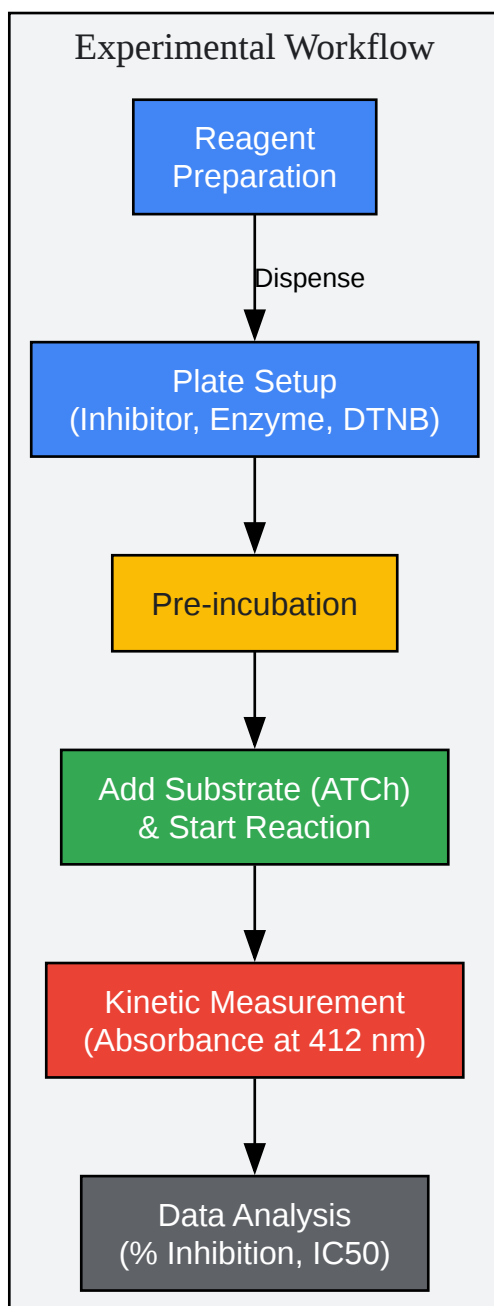 Experimental Workflow
Reagent
Preparation
Dispense
Plate Setup
(Inhibitor, Enzyme, DTNB)
Pre-incubation
Add Substrate (ATCh)
& Start Reaction
Kinetic Measurement
(Absorbance at 412 nm)
Data Analysis
(% Inhibition, IC50)